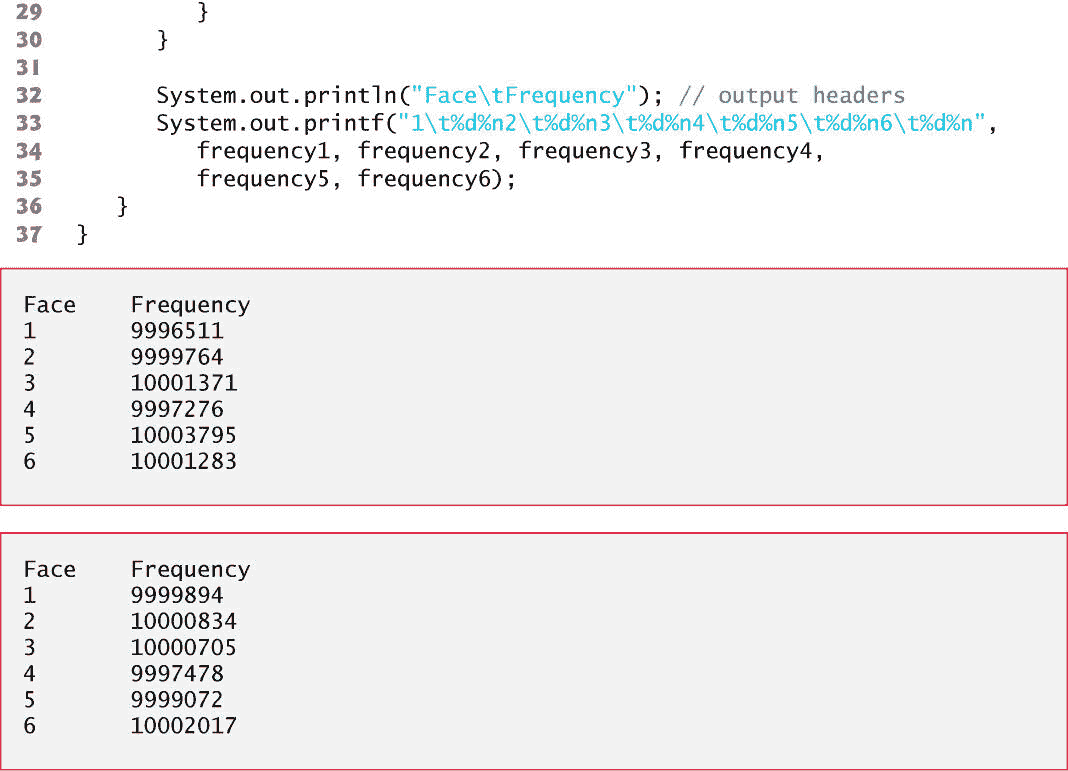 29 }
30 }
31
32 System.out.println("Face\tFrequency"); // output headers
33 System.out.printf("1\t%d%n2\t%d%n3\t%d%n4\t%d%n5\t%d%n6\t%d%n",
34 frequency1, frequency2, frequency3, frequency4,
35 frequency5, frequency6);
36 }
37 }
Face Frequency
1 9996511
2 9999764
3 10001371
4 9997276
5 10003795
6 10001283
Face Frequency
1 9999894
2 10000834
3 10000705
4 9997478
5 9999072
6 10002017